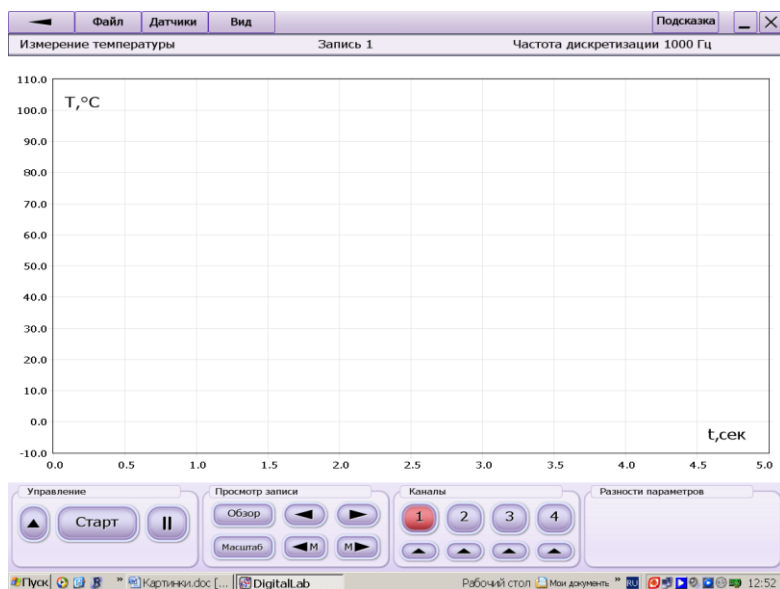 Файл Датчики Вид Подсказка
Измерение температуры Запись 1 Частота дискретизации 1000 Гц
110.0
T,°C
100.0
90.0
80.0
70.0
60.0
50.0
40.0
30.0
20.0
10.0
0.0
t,сек
-10.0
0.0 0.5 1.0 1.5 2.0 2.5 3.0 3.5 4.0 4.5 5.0
Управление Просмотр записи Каналы Разности параметров
Старт Обзор 1 2 3 4
Масштаб М М
Пуск » Картинки.doc [... DigitalLab Рабочий стол Мои документы » RU 12:52